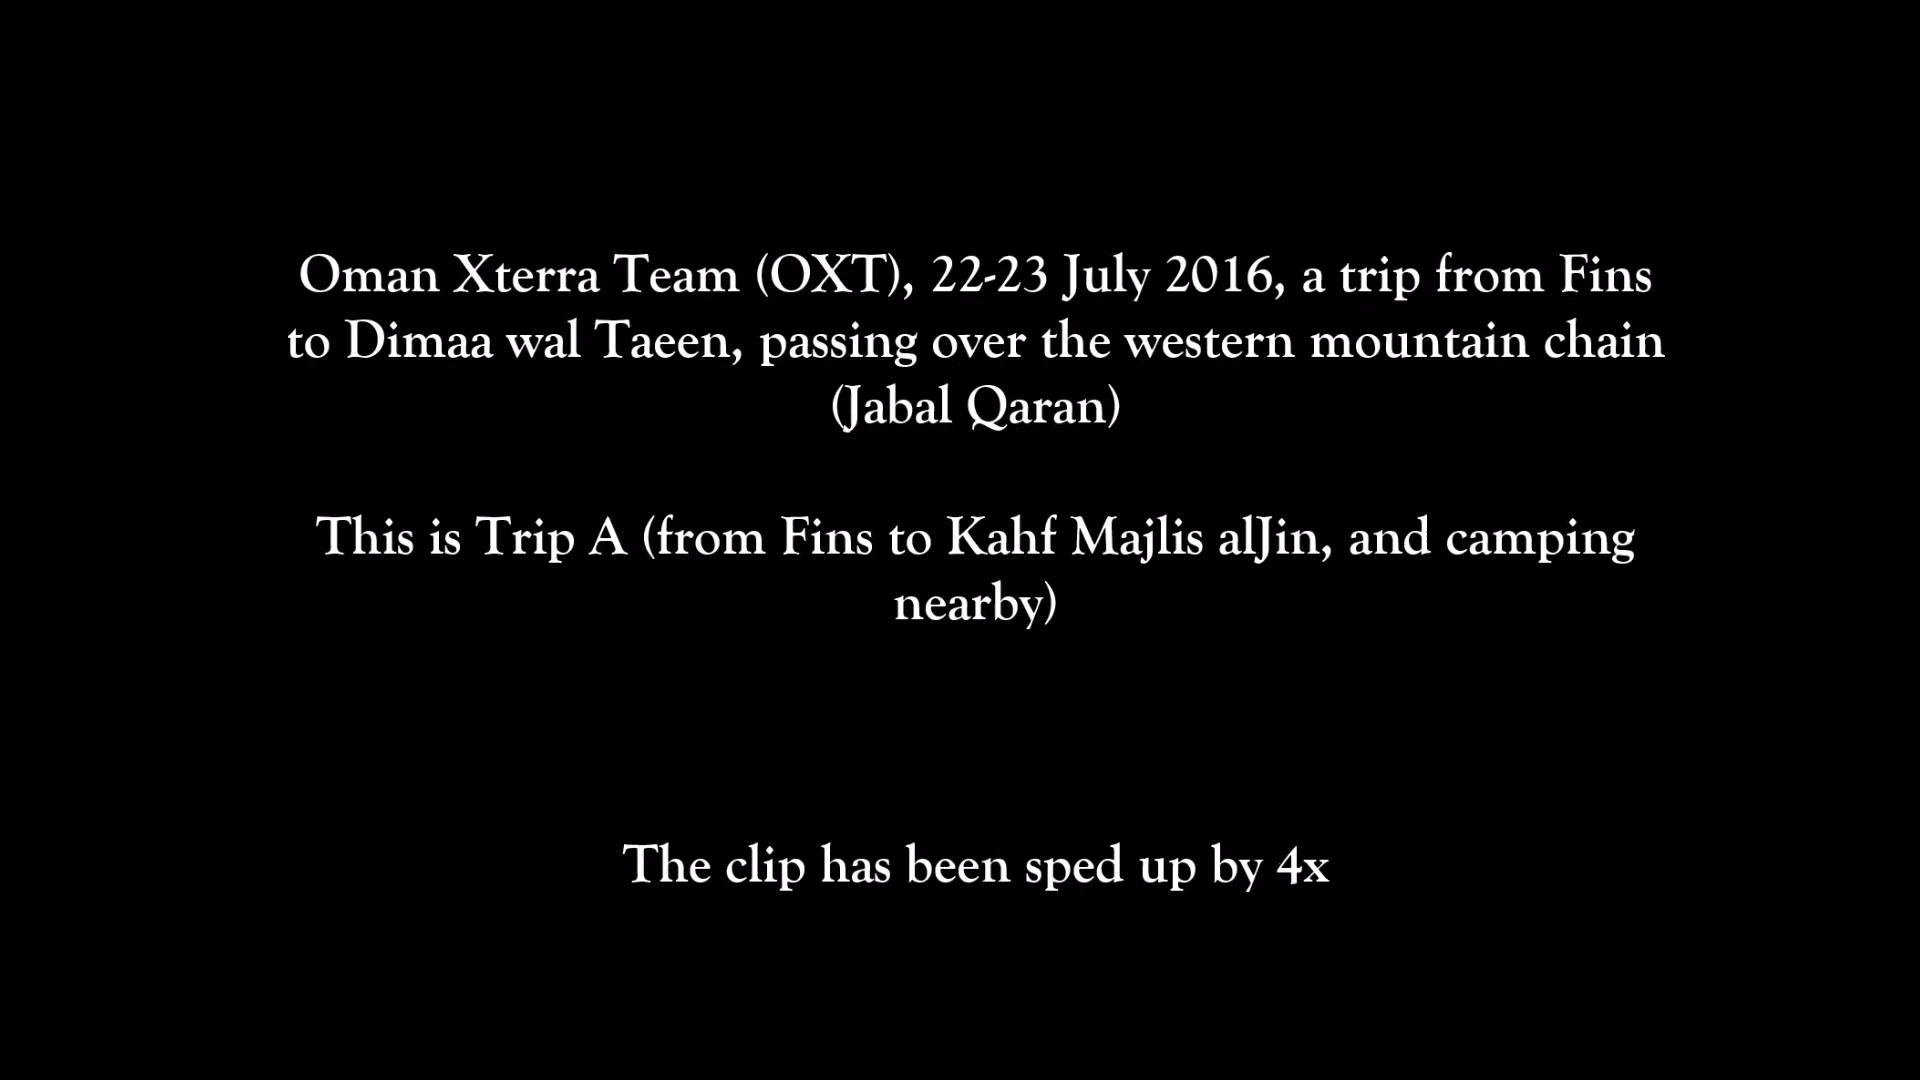 Oman Xterra Team (OXT), 22-23 July 2016, a trip from Fins
to Dimaa wal Taeen, passing over the western mountain chain
(Jabal Qaran)
This is Trip A (from Fins to Kahf Majlis alJin, and camping
nearby)
The clip has been sped up by 4x